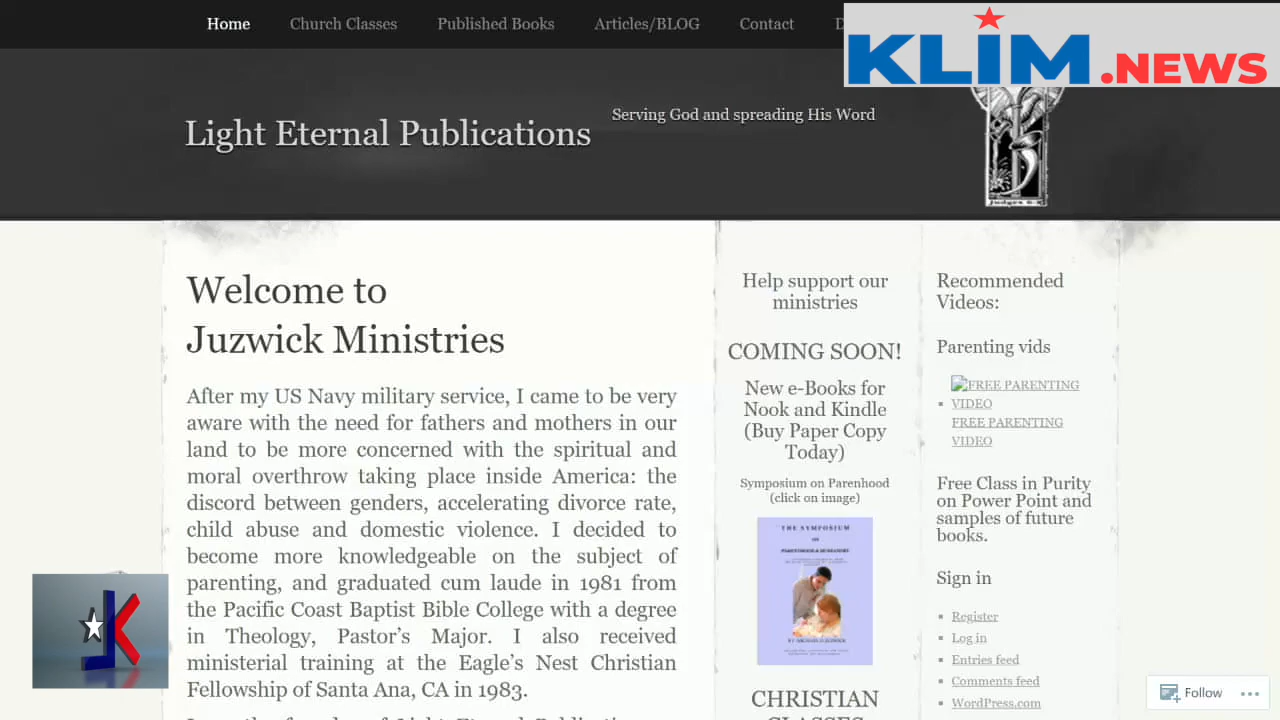 Home
Church Classes
Published Books
Articles/BLOG
Contact
KLIM.NEWS
Light Eternal Publications
Serving God and spreading His Word
Judges 6-8
Welcome to
Juzwick Ministries
After my US Navy military service, I came to be very
aware with the need for fathers and mothers in our
land to be more concerned with the spiritual and
moral overthrow taking place inside America: the
discord between genders, accelerating divorce rate,
child abuse and domestic violence. I decided to
become more knowledgeable on the subject of
parenting, and graduated cum laude in 1981 from
the Pacific Coast Baptist Bible College with a degree
in Theology, Pastor's Major. I also received
ministerial training at the Eagle's Nest Christian
Fellowship of Santa Ana, CA in 1983.
Help support our
ministries
COMING SOON!
New e-Books for
Nook and Kindle
(Buy Paper Copy
Today)
Symposium on Parenhood
(click on image)
THE SYMPOSIUM
ON
PARENTHOOD & HUSBANDRY
CHRISTIAN
CLASSES
Recommended
Videos:
Parenting vids
FREE PARENTING
VIDEO
FREE PARENTING
VIDEO
Free Class in Purity
on Power Point and
samples of future
books.
Sign in
Register
Log in
Entries feed
Comments feed
WordPress.com
K
Follow